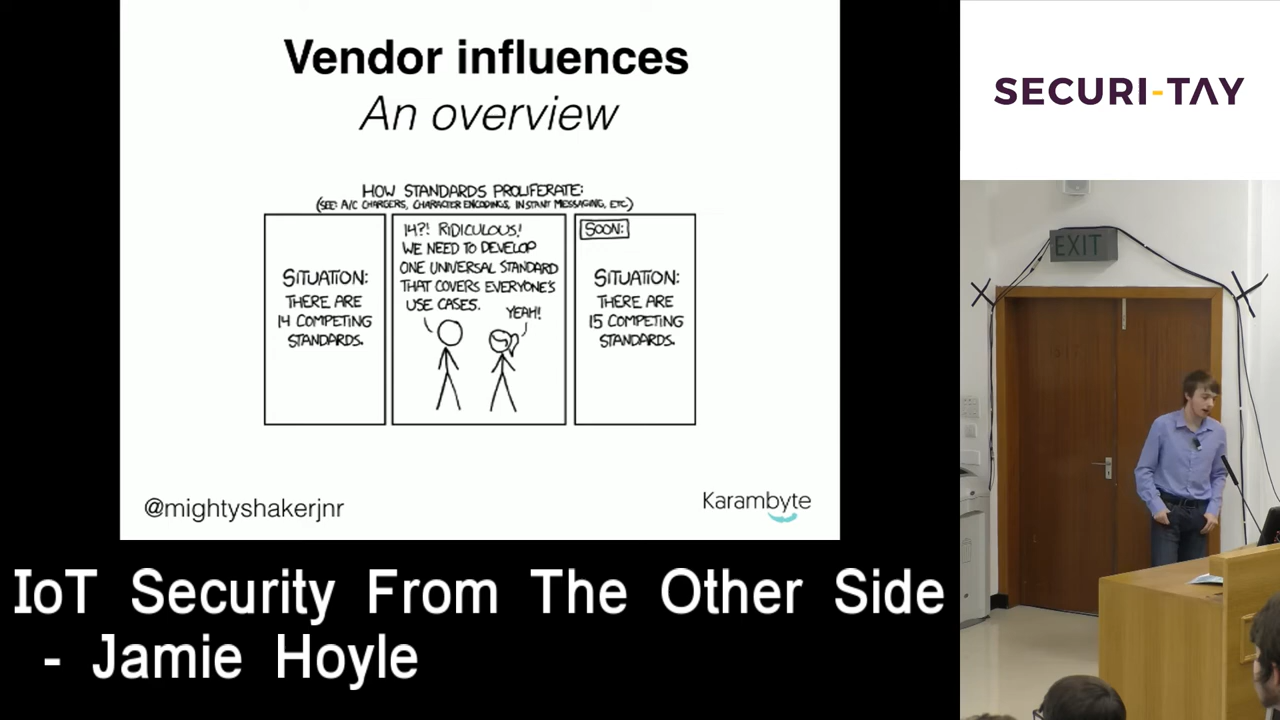 Vendor influences
An overview
HOW STANDARDS PROLIFERATE:
(SEE: A/C CHARGERS, CHARACTER ENCODINGS, INSTANT MESSAGING, ETC.)
SITUATION:
THERE ARE
14 COMPETING
STANDARDS.
14?! RIDICULOUS!
WE NEED TO DEVELOP
ONE UNIVERSAL STANDARD
THAT COVERS EVERYONE'S
USE CASES.
YEAH!
SOON:
SITUATION:
THERE ARE
15 COMPETING
STANDARDS.
@mightyshakerjnr
Karambyte
SECURI-TAY
EXIT
IoT Security From The Other Side
- Jamie Hoyle